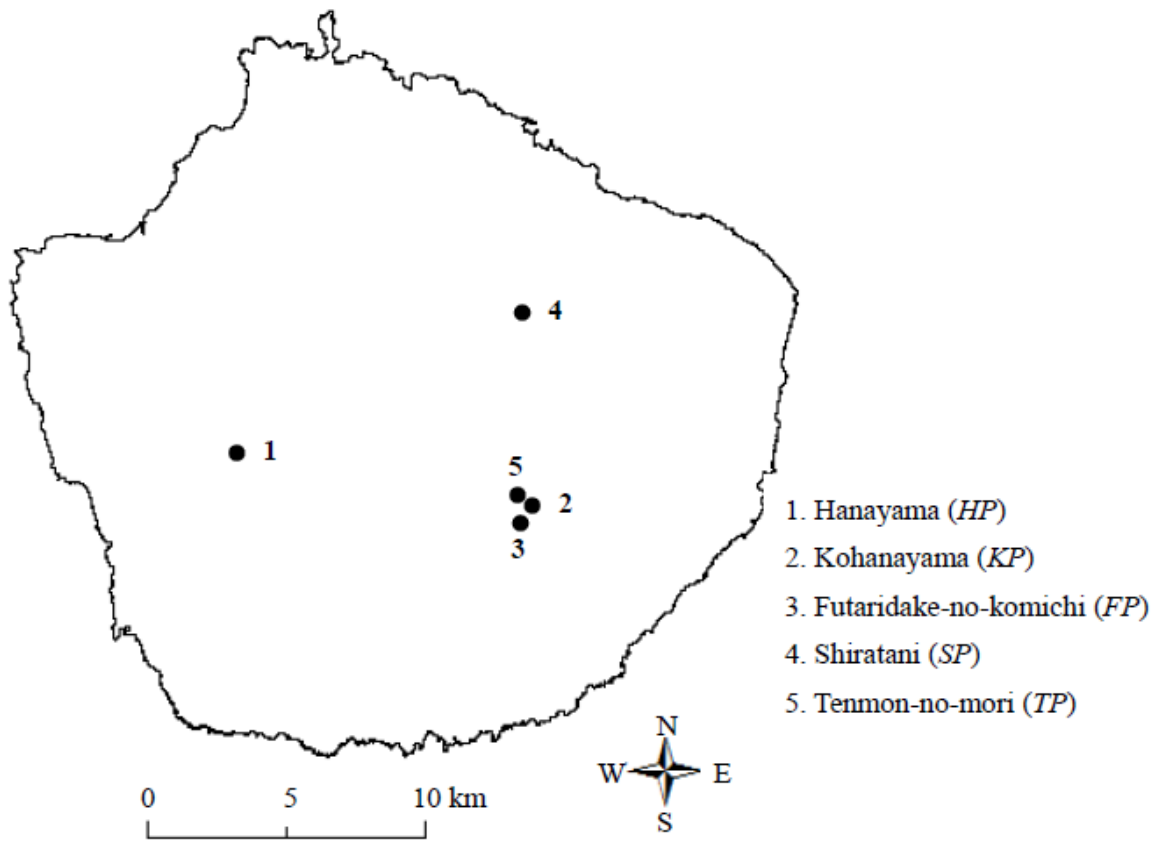 4
1
5
2
3
1. Hanayama (HP)
2. Kohanayama (KP)
3. Futaridake-no-komichi (FP)
4. Shiratani (SP)
5. Tenmon-no-mori (TP)
N
W E
S
0 5 10 km